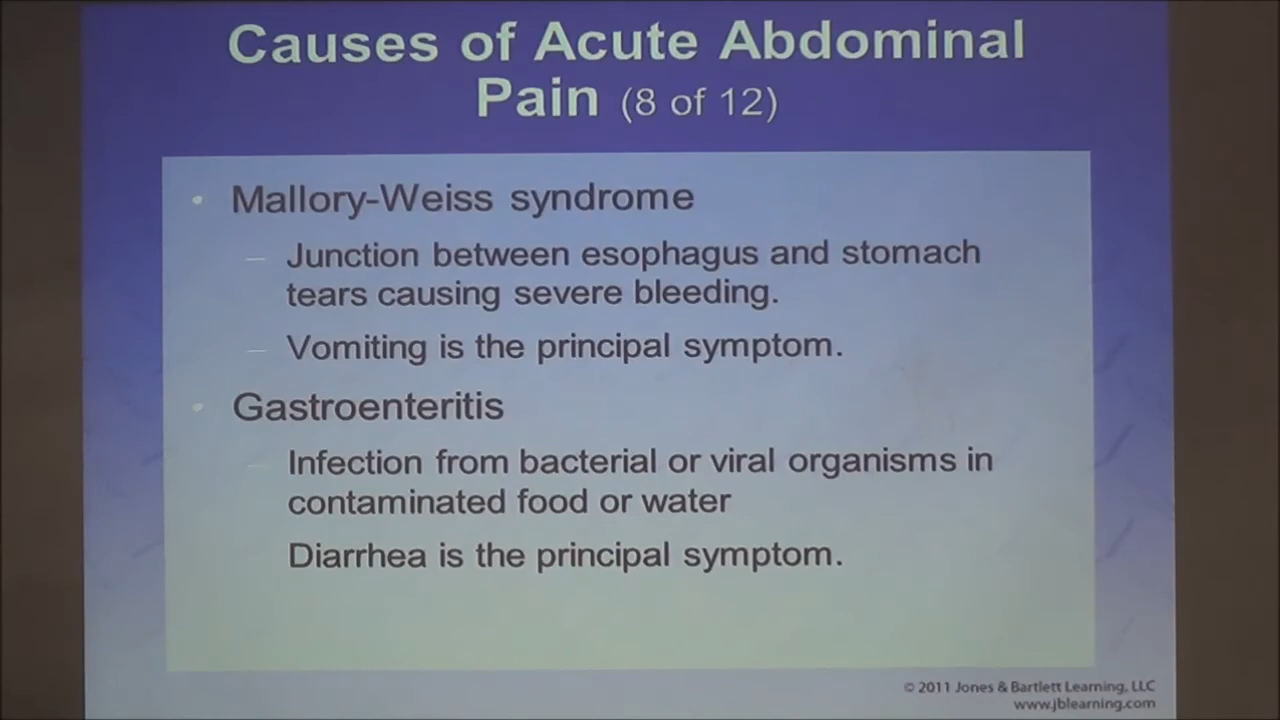 Causes of Acute Abdominal
Pain (8 of 12)
• Mallory-Weiss syndrome
– Junction between esophagus and stomach
tears causing severe bleeding.
– Vomiting is the principal symptom.
• Gastroenteritis
– Infection from bacterial or viral organisms in
contaminated food or water
Diarrhea is the principal symptom.
© 2011 Jones & Bartlett Learning, LLC
www.jblearning.com